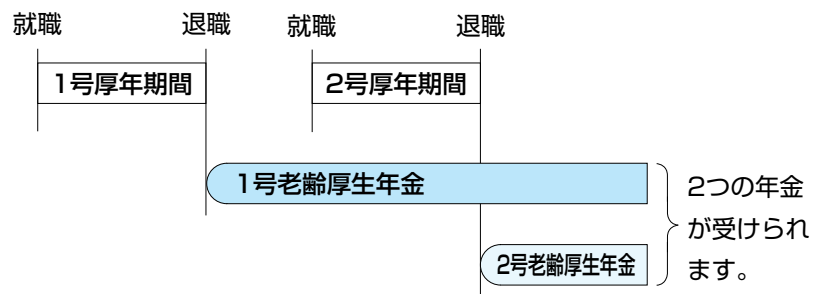 就職
退職
就職
退職
1号厚年期間
2号厚年期間
1号老齢厚生年金
2号老齢厚生年金
2つの年金
が受けられ
ます。